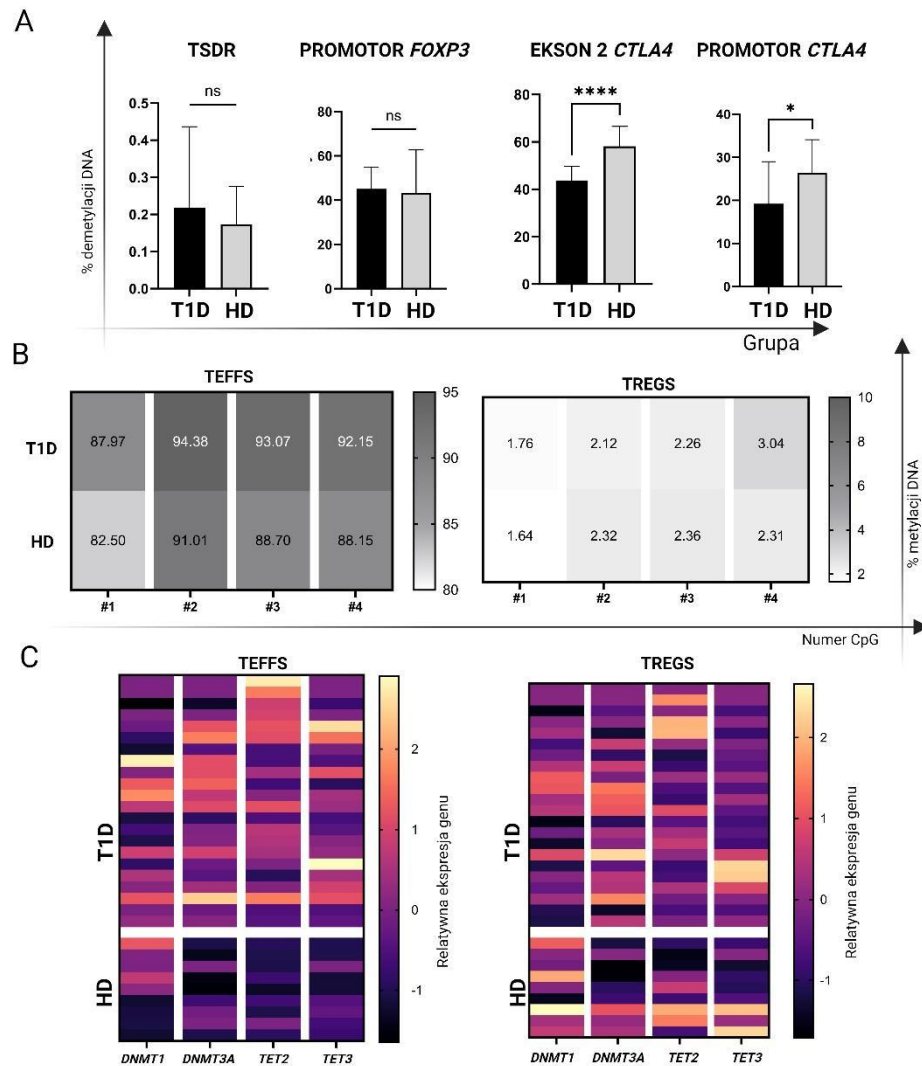 A
TSDR
PROMOTOR FOXP3
EKSON 2 CTLA4
PROMOTOR CTLA4
% demetylacji DNA
ns
0.5
0.4
0.3
0.2
0.1
0.0
T1D HD
ns
80
60
40
20
0
T1D HD
****
80
60
40
20
0
T1D HD
*
40
30
20
10
0
T1D HD
Grupa
B
TEFFS
T1D
87.97 94.38 93.07 92.15
HD
82.50 91.01 88.70 88.15
#1 #2 #3 #4
95
90
85
80
TREGS
1.76 2.12 2.26 3.04
1.64 2.32 2.36 2.31
#1 #2 #3 #4
10
8
6
4
2
% metylacji DNA
Numer CpG
C
TEFFS
T1D
HD
DNMT1 DNMT3A TET2 TET3
2
1
0
-1
Relatywna ekspresja genu
TREGS
T1D
HD
DNMT1 DNMT3A TET2 TET3
2
1
0
-1
Relatywna ekspresja genu